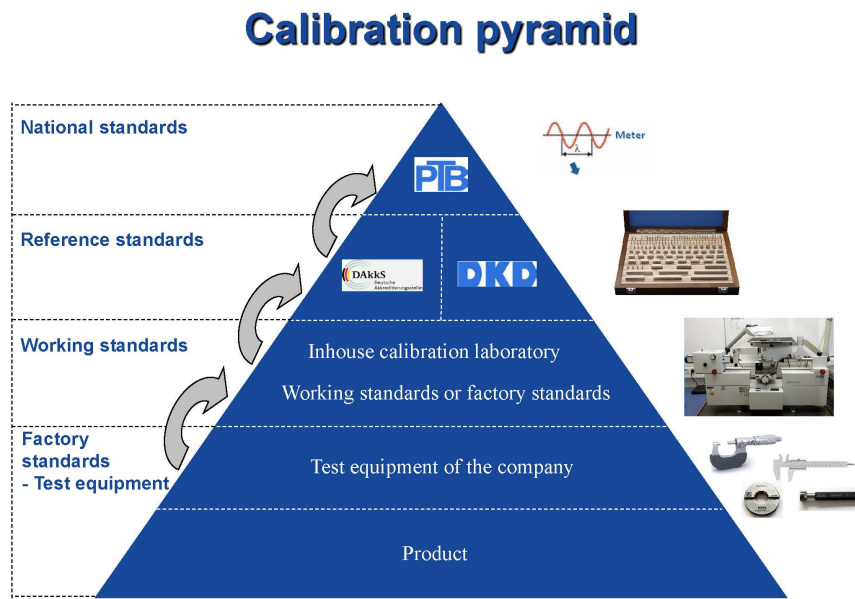 Calibration pyramid
National standards
PTB
λ
Meter
Reference standards
DAkkS
Deutsche
Akkreditierungsstelle
DKD
Working standards
Inhouse calibration laboratory
Working standards or factory standards
Factory
standards
- Test equipment
Test equipment of the company
Product